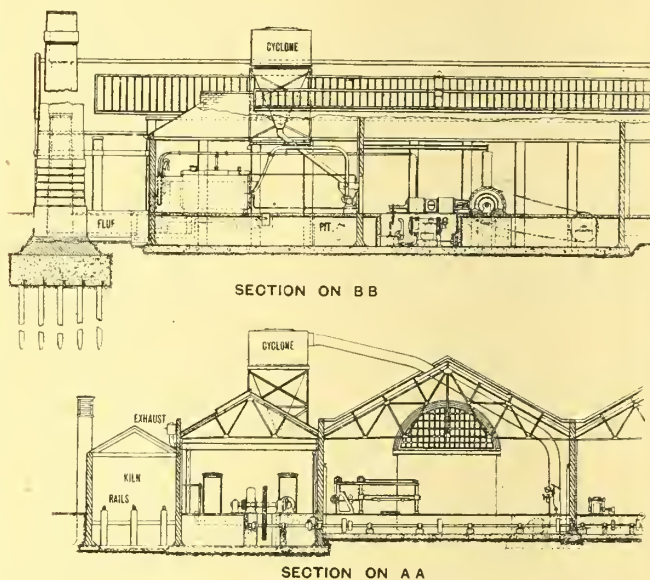 CYCLONE
FLUE
PIT
SECTION ON BB
CYCLONE
EXHAUST
KILN
RAILS
SECTION ON AA